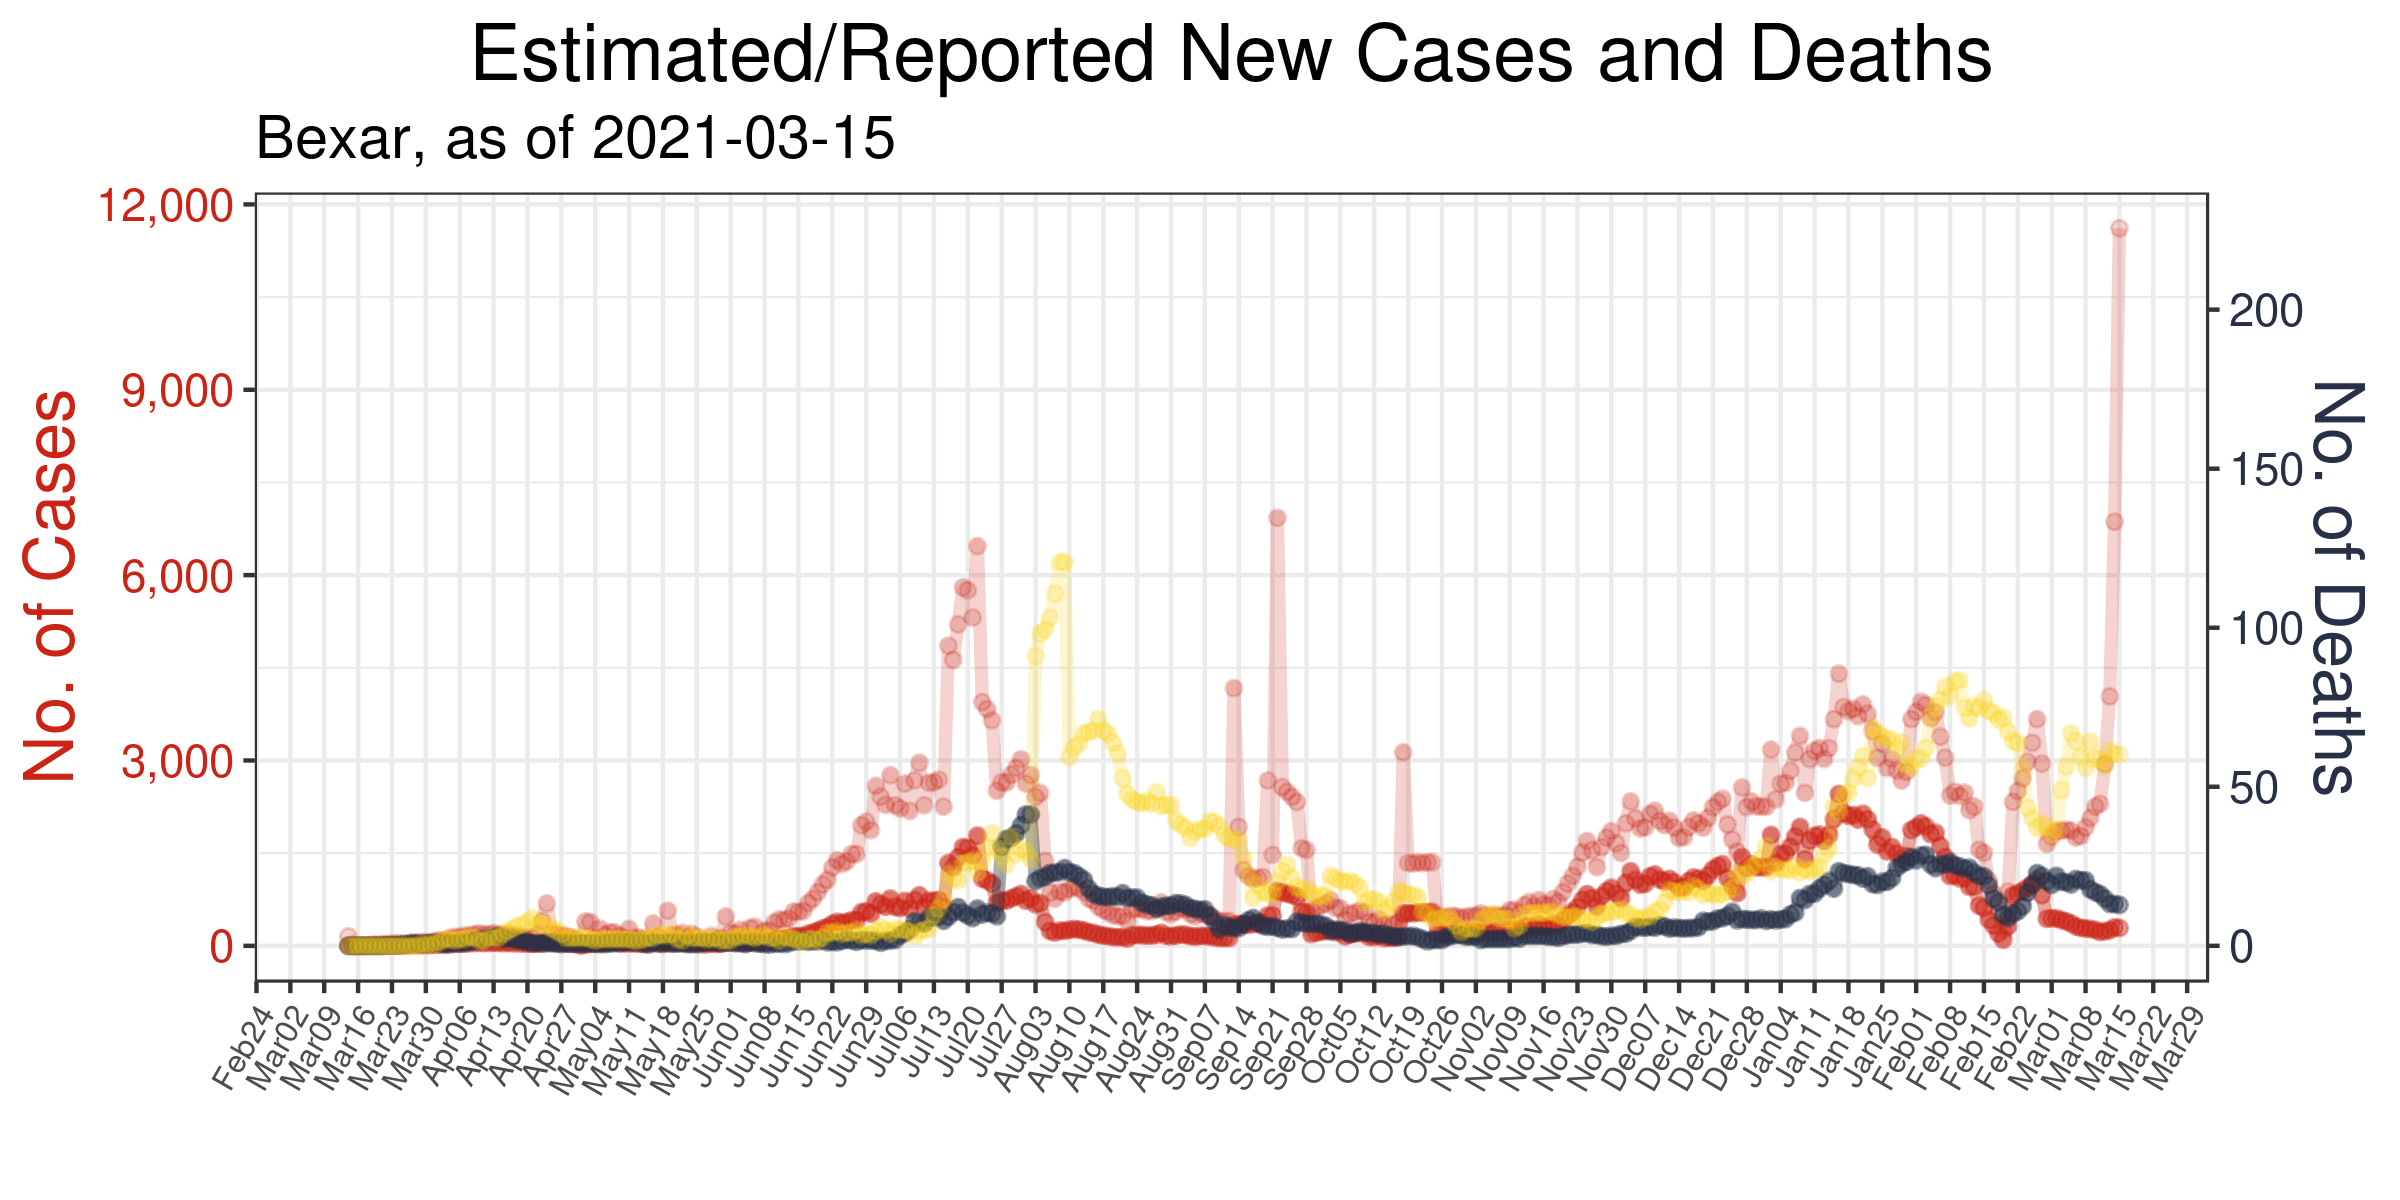 Estimated/Reported New Cases and Deaths
Bexar, as of 2021-03-15
12,000
9,000
6,000
3,000
0
No. of Cases
200
150
100
50
0
No. of Deaths
Feb24
Mar02
Mar09
Mar16
Mar23
Mar30
Apr06
Apr13
Apr20
Apr27
May04
May11
May18
May25
Jun01
Jun08
Jun15
Jun22
Jun29
Jul06
Jul13
Jul20
Jul27
Aug03
Aug10
Aug17
Aug24
Aug31
Sep07
Sep14
Sep21
Sep28
Oct05
Oct12
Oct19
Oct26
Nov02
Nov09
Nov16
Nov23
Nov30
Dec07
Dec14
Dec21
Dec28
Jan04
Jan11
Jan18
Jan25
Feb01
Feb08
Feb15
Feb22
Mar01
Mar08
Mar15
Mar22
Mar29